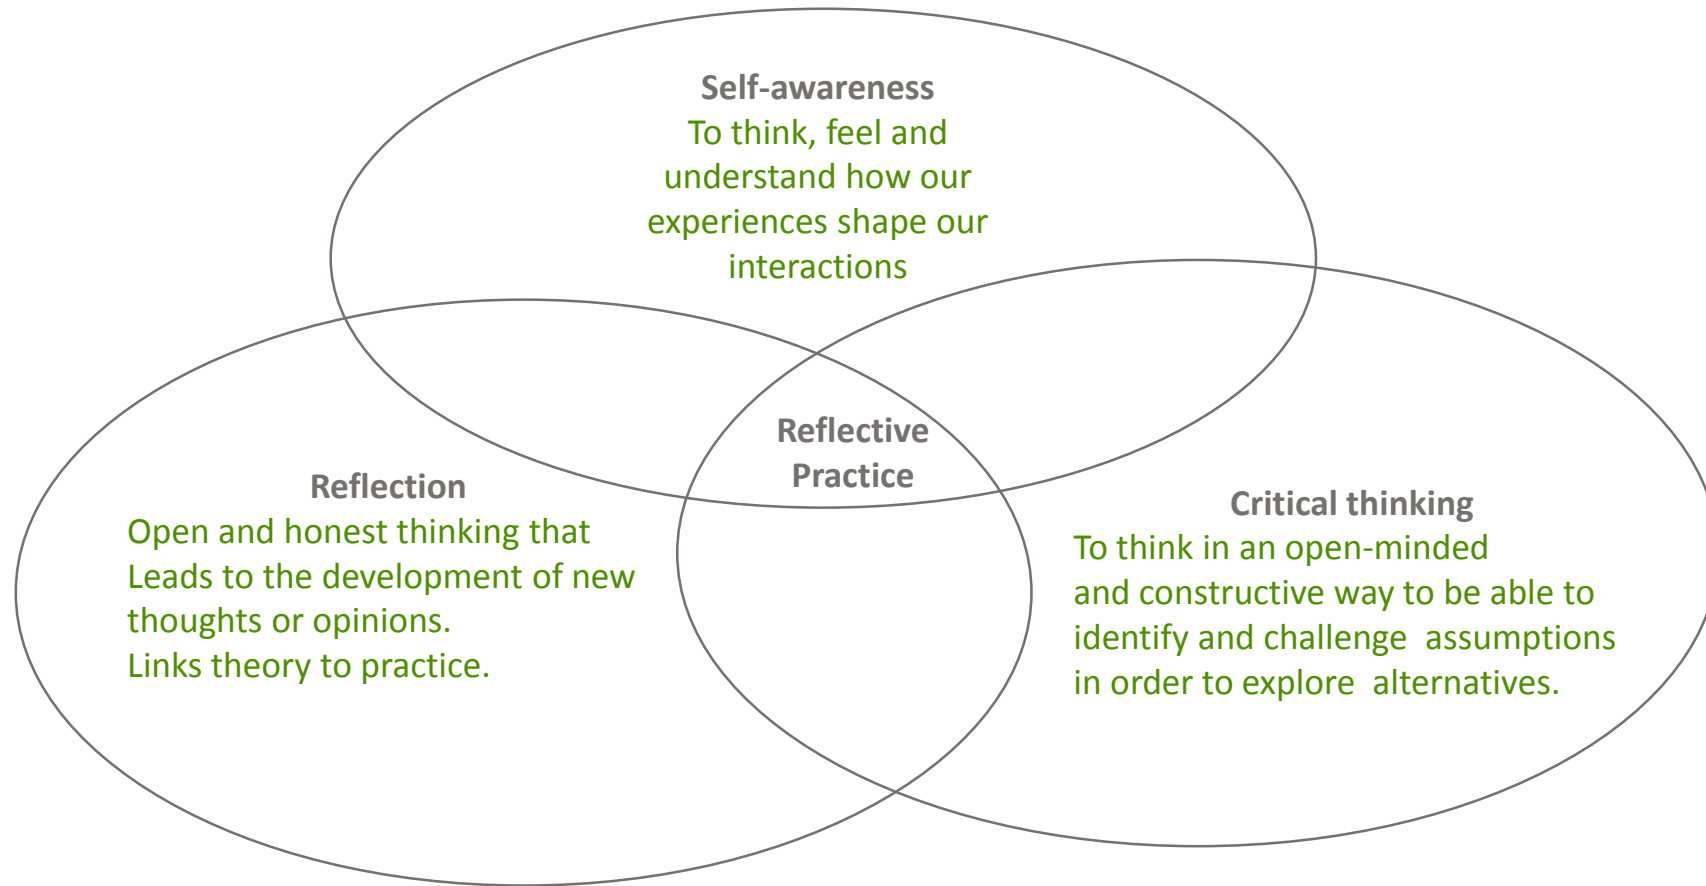 Self-awareness
To think, feel and
understand how our
experiences shape our
interactions
Reflective
Practice
Reflection
Open and honest thinking that
Leads to the development of new
thoughts or opinions.
Links theory to practice.
Critical thinking
To think in an open-minded
and constructive way to be able to
identify and challenge  assumptions
in order to explore  alternatives.